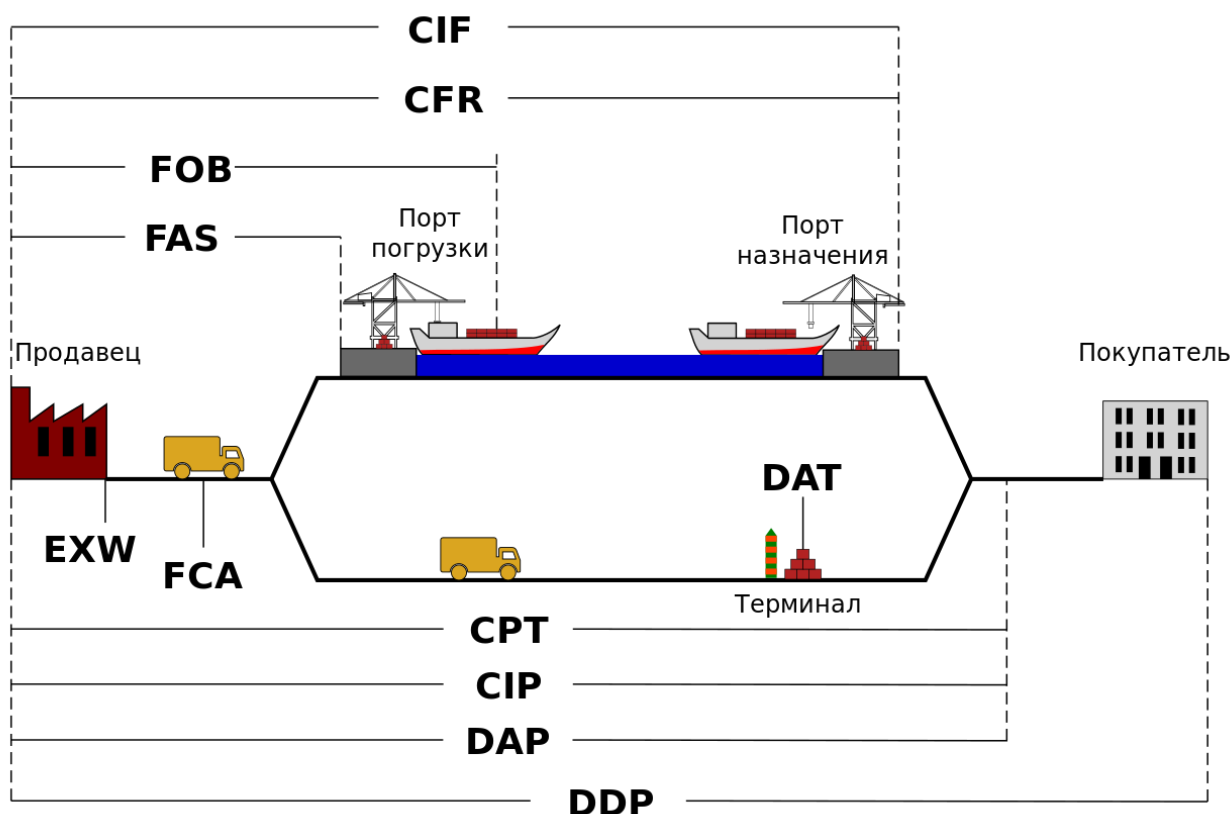 CIF
CFR
FOB
FAS
Порт
погрузки
Порт
назначения
Продавец
Покупатель
DAT
EXW
FCA
Терминал
CPT
CIP
DAP
DDP